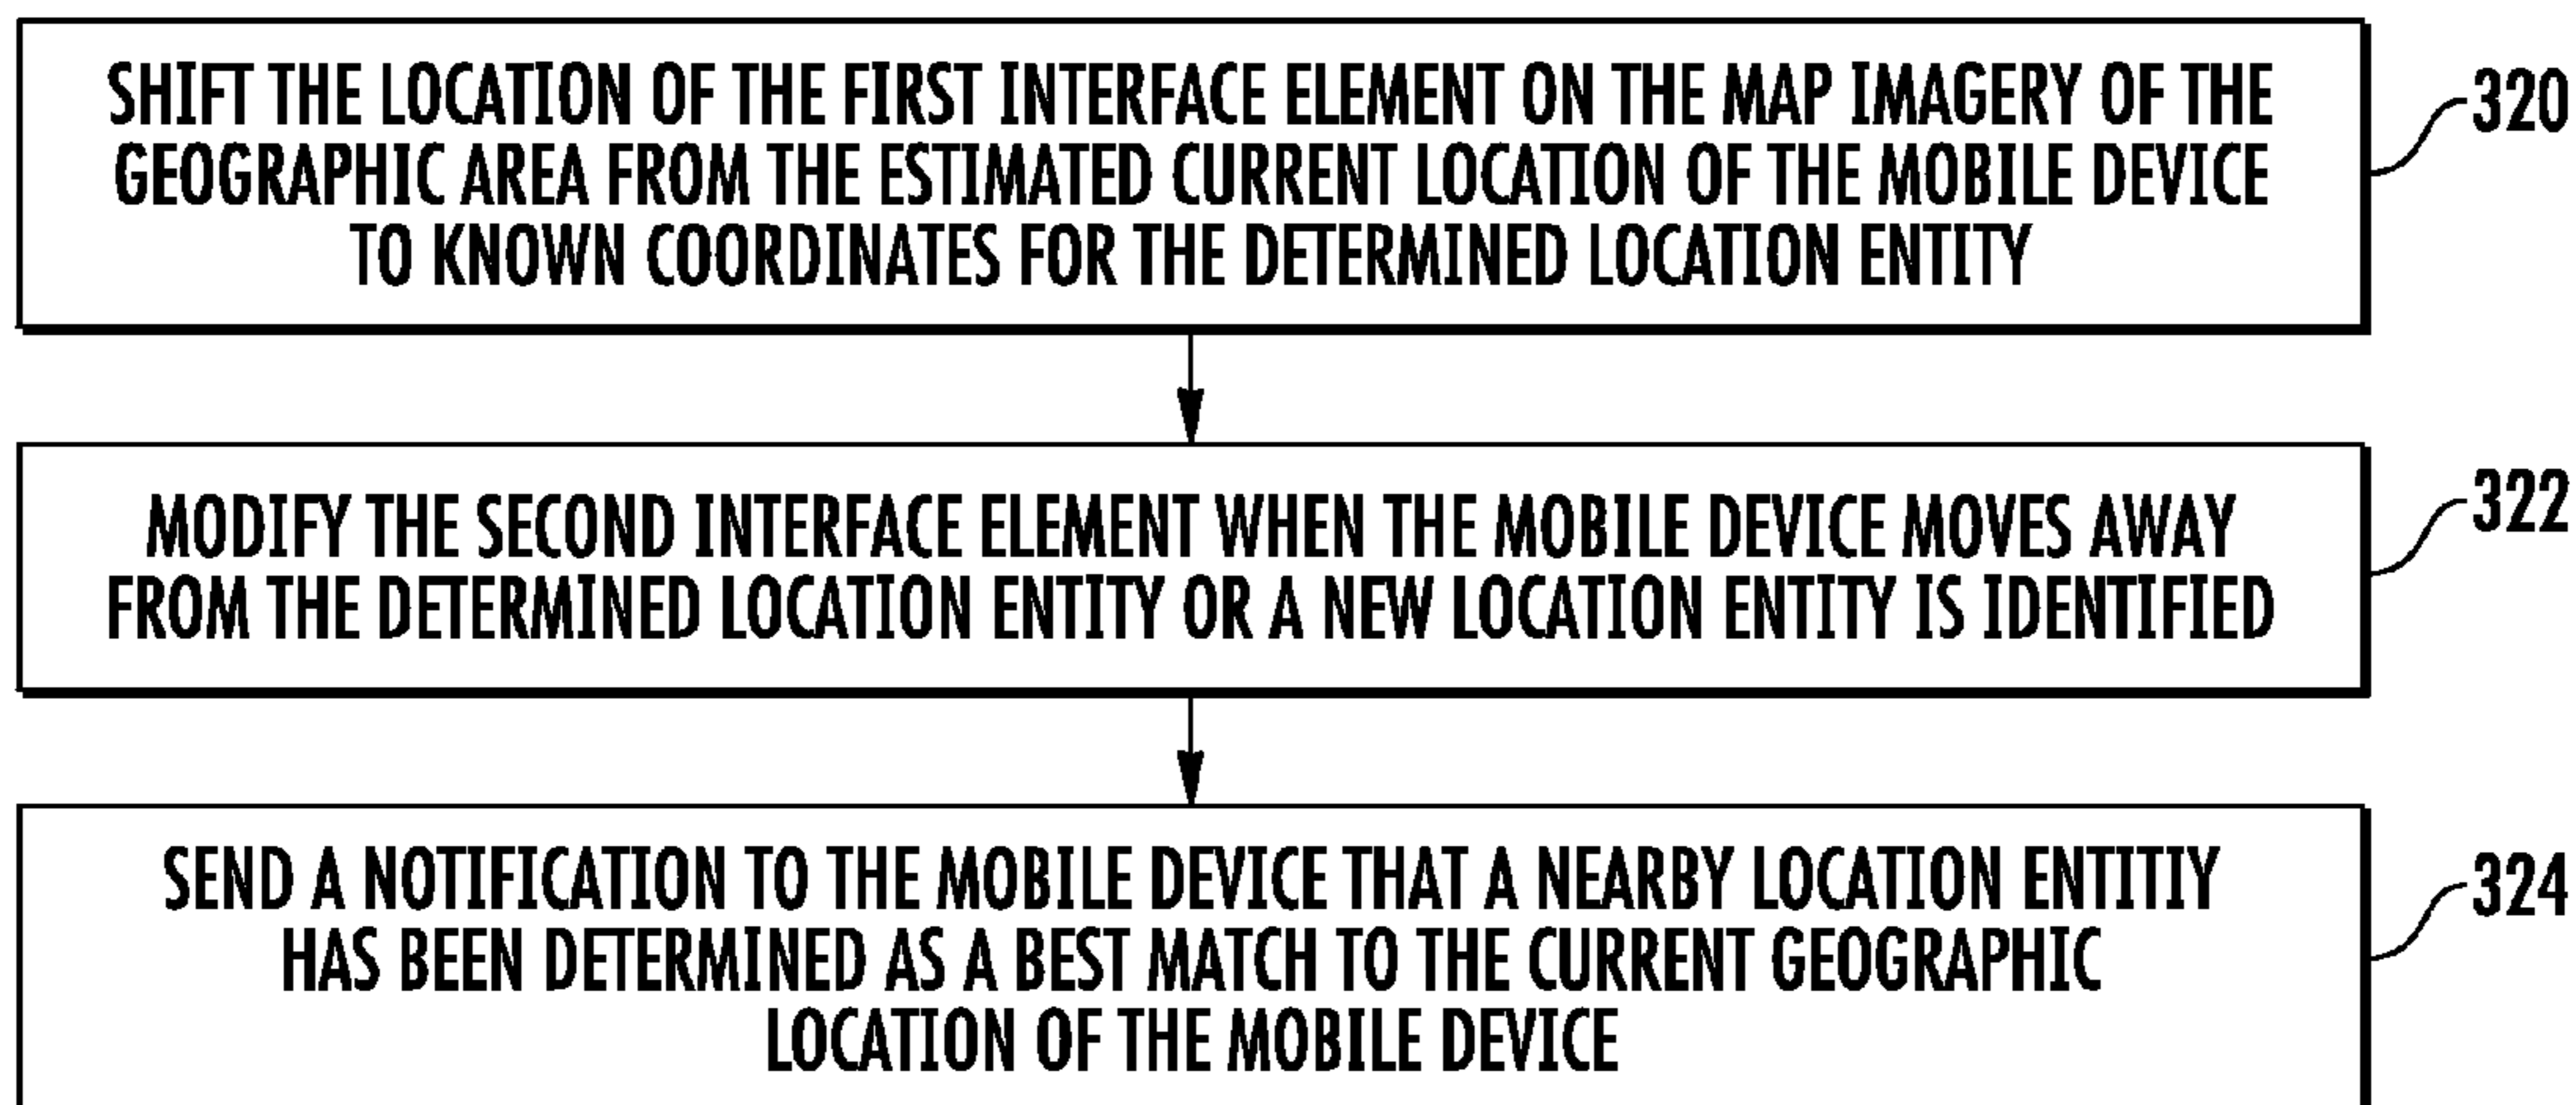 SHIFT THE LOCATION OF THE FIRST INTERFACE ELEMENT ON THE MAP IMAGERY OF THE
GEOGRAPHIC AREA FROM THE ESTIMATED CURRENT LOCATION OF THE MOBILE DEVICE
TO KNOWN COORDINATES FOR THE DETERMINED LOCATION ENTITY
320
MODIFY THE SECOND INTERFACE ELEMENT WHEN THE MOBILE DEVICE MOVES AWAY
FROM THE DETERMINED LOCATION ENTITY OR A NEW LOCATION ENTITY IS IDENTIFIED
322
SEND A NOTIFICATION TO THE MOBILE DEVICE THAT A NEARBY LOCATION ENTITIY
HAS BEEN DETERMINED AS A BEST MATCH TO THE CURRENT GEOGRAPHIC
LOCATION OF THE MOBILE DEVICE
324